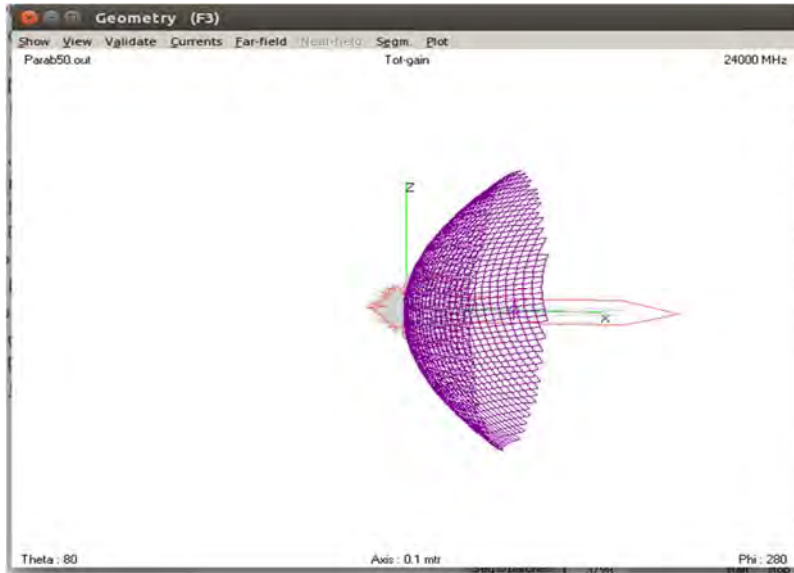 Geometry (F3)
Show View Validate Currents Far-field Near-field Segm. Plot
Parab50.out Tot-gain 24000 MHz
Z
X
Theta : 80 Axis : 0.1 mtr Phi : 280